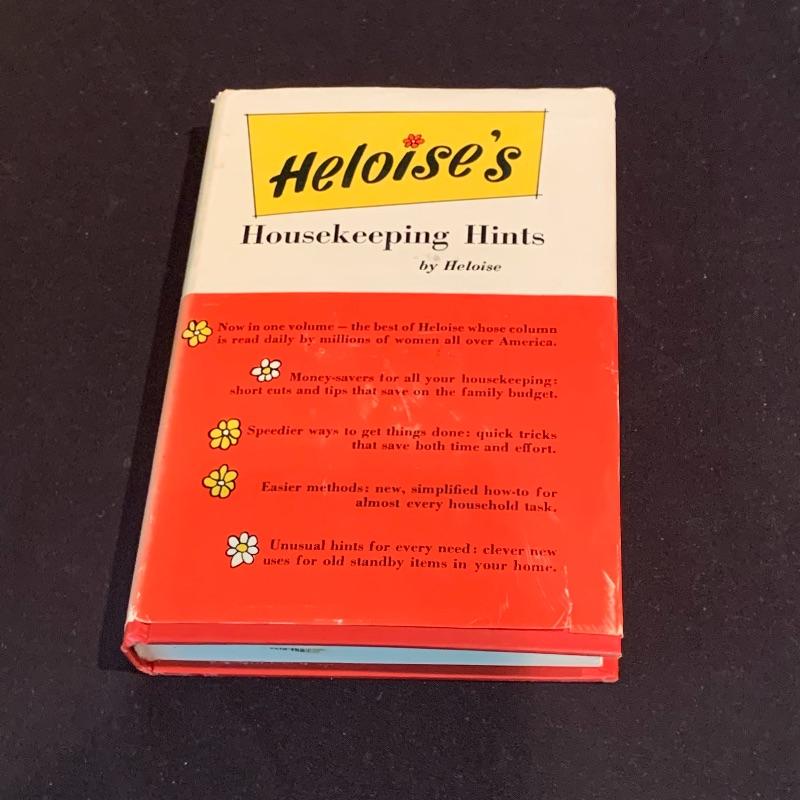 Heloise's
Housekeeping Hints
by Heloise
Now in one volume — the best of Heloise whose column
is read daily by millions of women all over America.
Money-savers for all your housekeeping:
short cuts and tips that save on the family budget.
Speedier ways to get things done: quick tricks
that save both time and effort.
Easier methods: new, simplified how-to for
almost every household task.
Unusual hints for every need: clever new
uses for old standby items in your home.